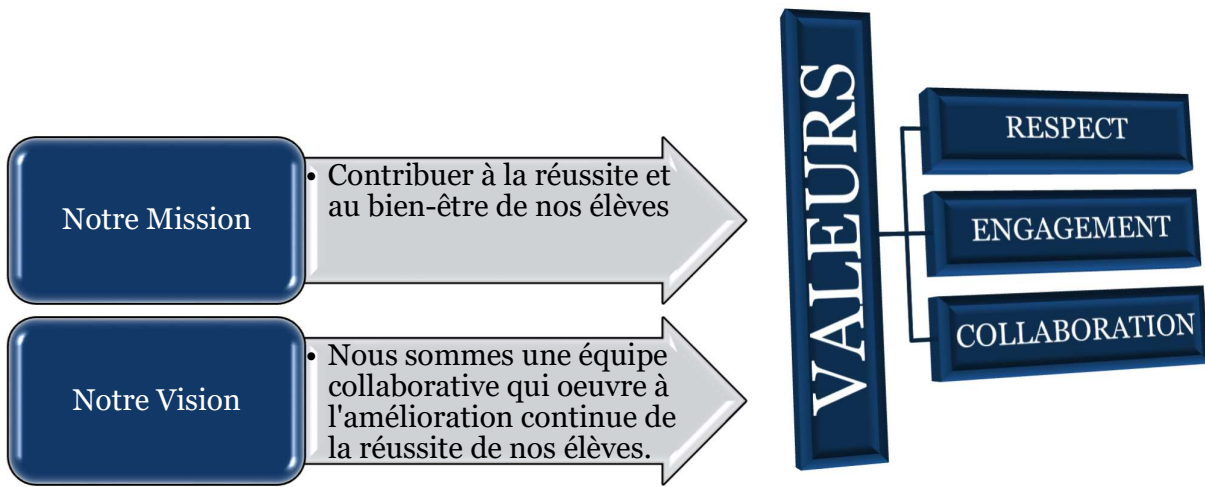 Notre Mission
• Contribuer à la réussite et
au bien-être de nos élèves
Notre Vision
• Nous sommes une équipe
collaborative qui oeuvre à
l'amélioration continue de
la réussite de nos élèves.
VALEURS
RESPECT
ENGAGEMENT
COLLABORATION